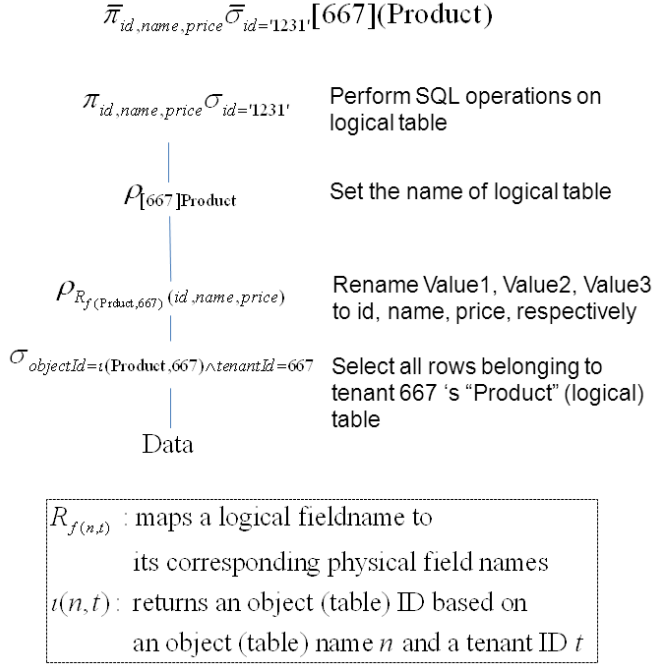 π̅id,name,price σ̅id='1231' [667](Product)
πid,name,price σid='1231'
Perform SQL operations on
logical table
ρ[667]Product
Set the name of logical table
ρRf(Prduct,667)(id,name,price)
Rename Value1, Value2, Value3
to id, name, price, respectively
σobjectId=ι(Product,667)∧tenantId=667
Select all rows belonging to
tenant 667 ‘s “Product” (logical)
table
Data
Rf(n,t) : maps a logical fieldname to
its corresponding physical field names
ι(n,t) : returns an object (table) ID based on
an object (table) name n and a tenant ID t